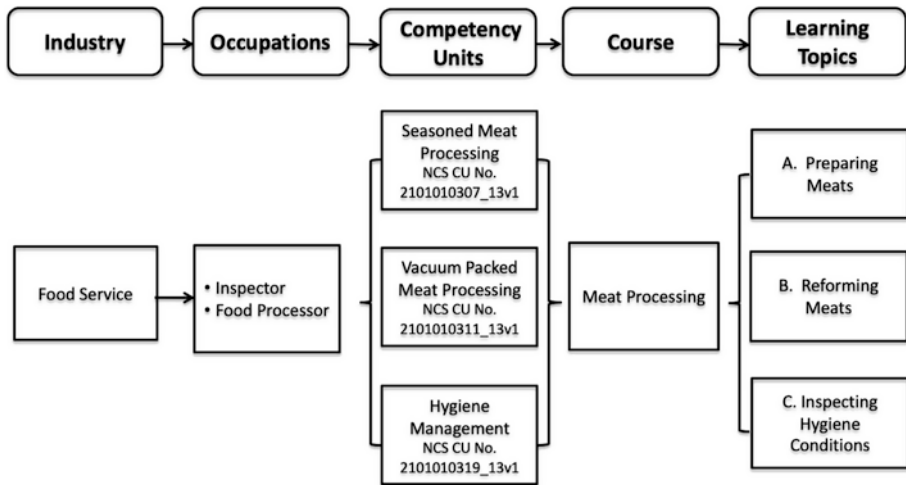 Industry
Occupations
Competency
Units
Course
Learning
Topics
Food Service
• Inspector
• Food Processor
Seasoned Meat
Processing
NCS CU No.
2101010307_13v1
Vacuum Packed
Meat Processing
NCS CU No.
2101010311_13v1
Hygiene
Management
NCS CU No.
2101010319_13v1
Meat Processing
A. Preparing
Meats
B. Reforming
Meats
C. Inspecting
Hygiene
Conditions